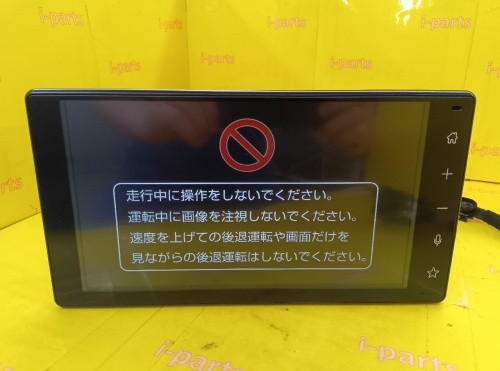 i-parts
i-parts
i-parts
i-parts
走行中に操作をしないでください。
運転中に画像を注視しないでください。
速度を上げての後退運転や画面だけを
見ながらの後退運転はしないでください。
i-parts
i-parts